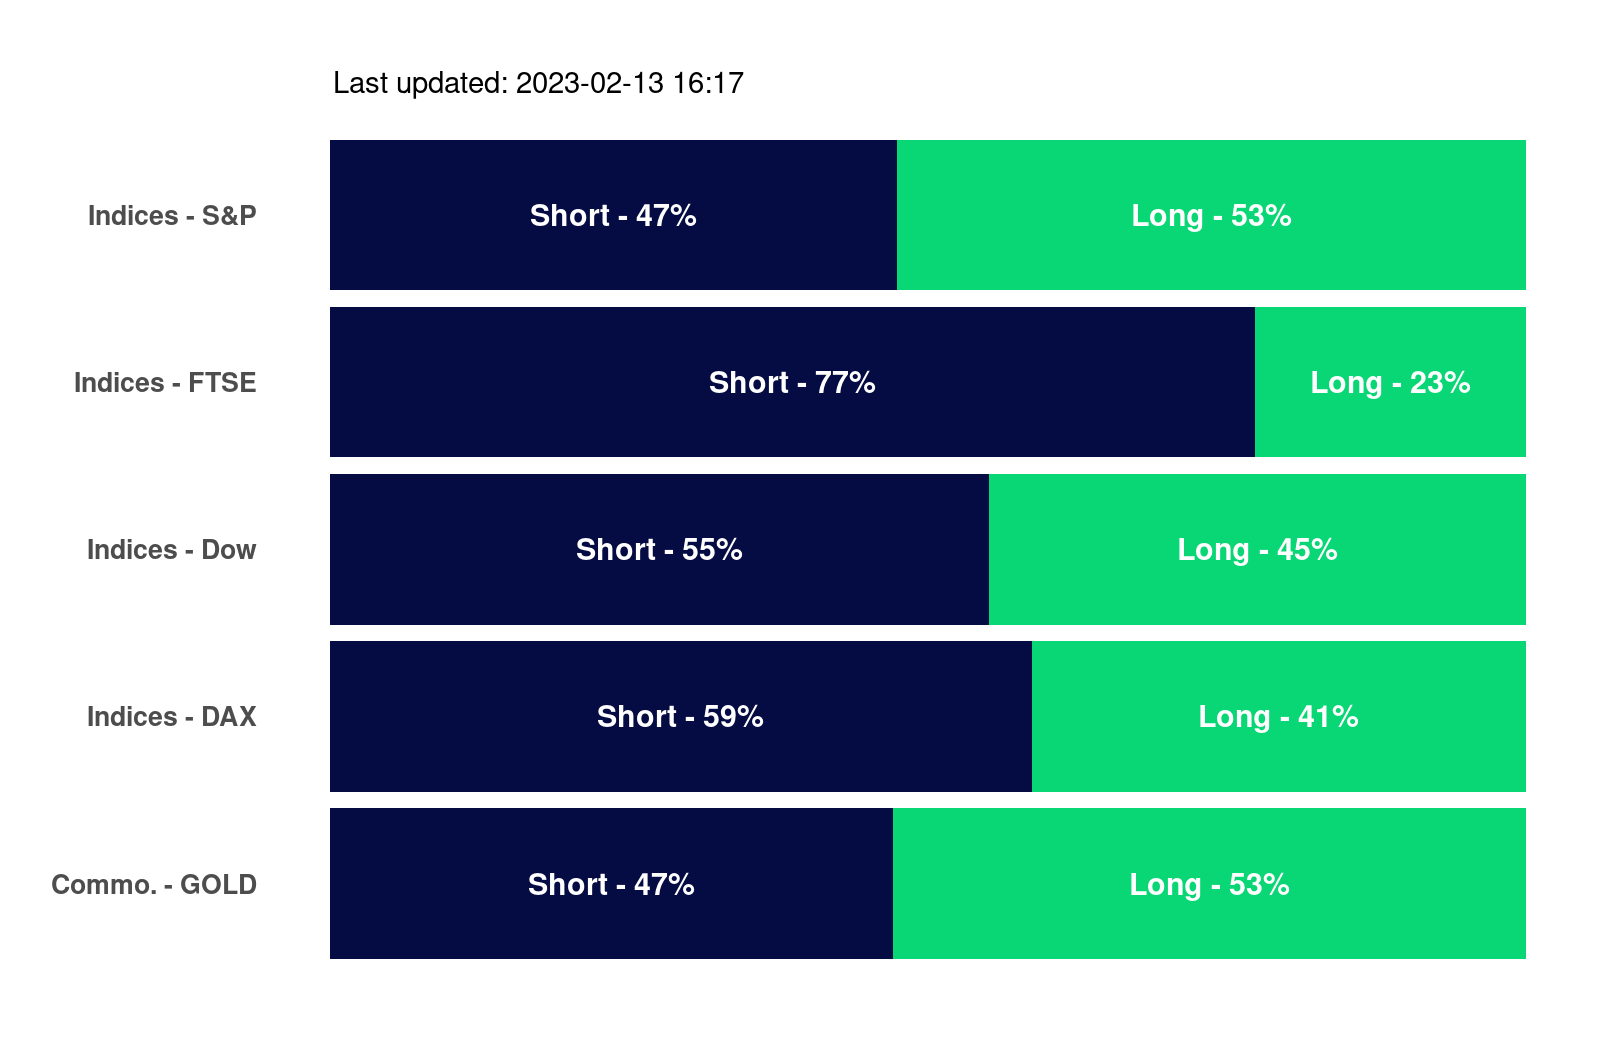 Last updated: 2023-02-13 16:17
Indices - S&P Short - 47% Long - 53%
Indices - FTSE Short - 77% Long - 23%
Indices - Dow Short - 55% Long - 45%
Indices - DAX Short - 59% Long - 41%
Commo. - GOLD Short - 47% Long - 53%